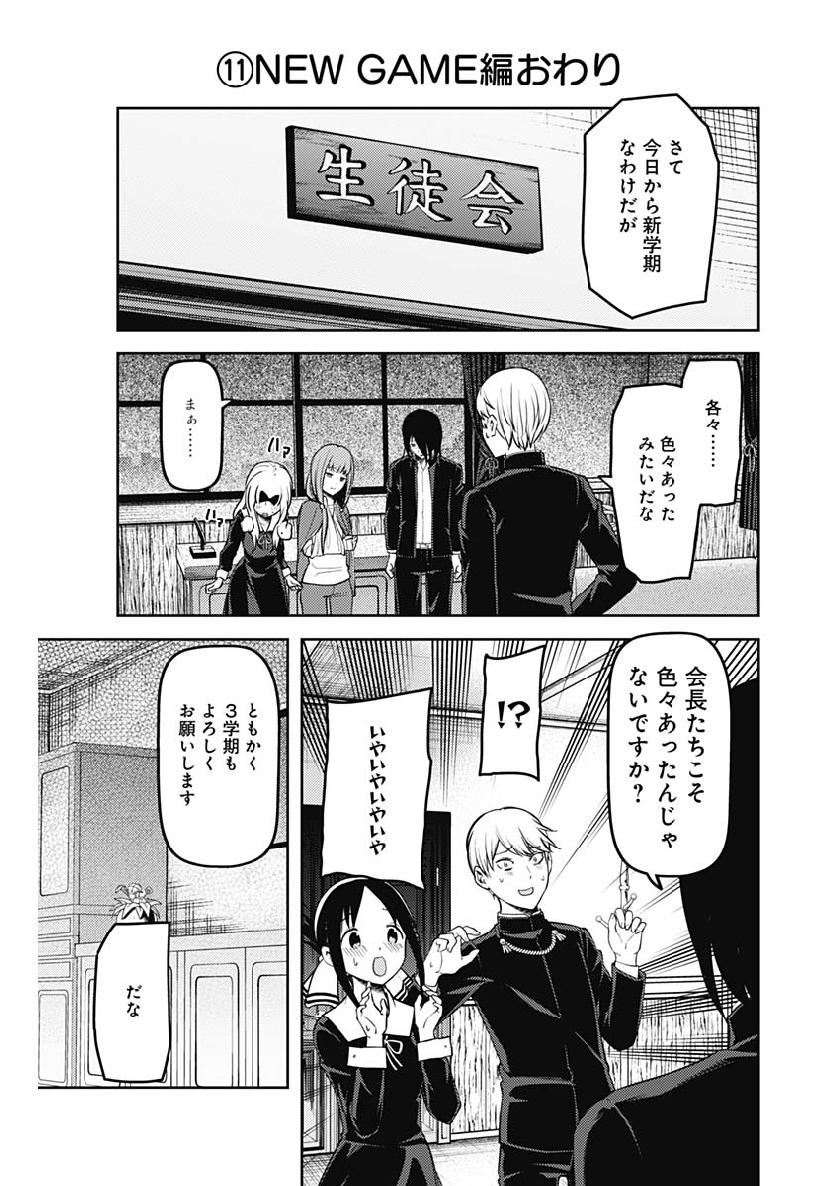 ⑪NEW GAME編おわり
生徒会
さて
今日から新学期
なわけだが
各々……
色々あった
みたいだな
まぁ……
ハァ
ハァ
会長たちこそ
色々あったんじゃ
ないですか？
!?
いやいやいやいや
ともかく
3学期も
よろしく
お願いします
だな